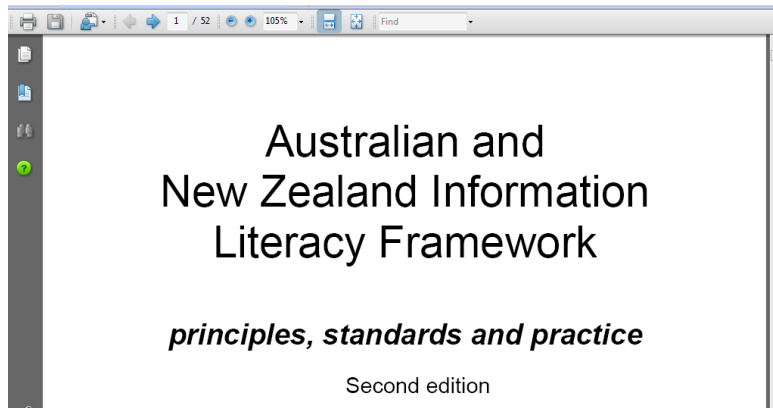 1 / 52 105% Find
Australian and
New Zealand Information
Literacy Framework
principles, standards and practice
Second edition